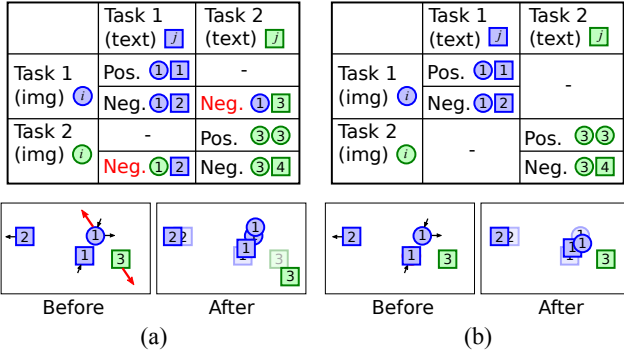 Task 1 (text) j
Task 2 (text) j
Task 1 (img) i
Pos. 1 1
-
Neg. 1 2
Neg. 1 3
Task 2 (img) i
-
Pos. 3 3
Neg. 1 2
Neg. 3 4
2 1 1 3
2 2 1 1 3 3
Before
After
(a)
Task 1 (text) j
Task 2 (text) j
Task 1 (img) i
Pos. 1 1
Neg. 1 2
-
Task 2 (img) i
-
Pos. 3 3
Neg. 3 4
2 1 1 3
2 2 1 1 3
Before
After
(b)